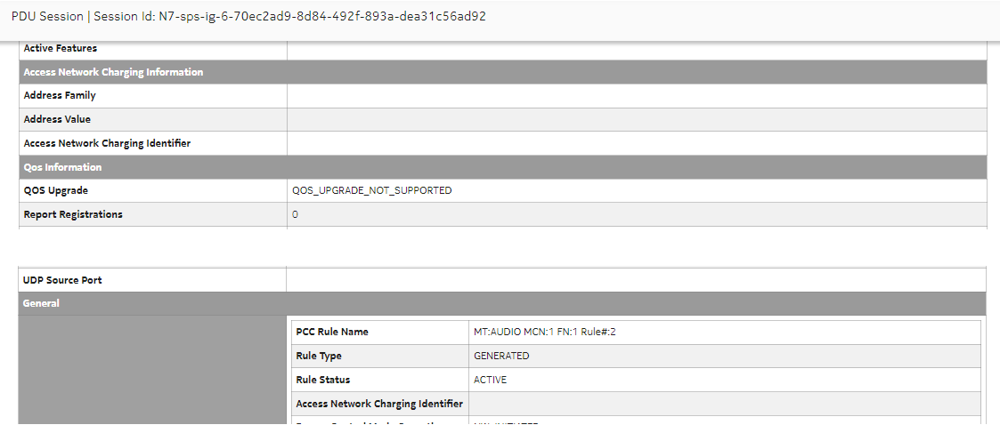 PDU Session | Session Id: N7-sps-ig-6-70ec2ad9-8d84-492f-893a-dea31c56ad92
Active Features
Access Network Charging Information
Address Family
Address Value
Access Network Charging Identifier
Qos Information
QOS Upgrade QOS_UPGRADE_NOT_SUPPORTED
Report Registrations 0
UDP Source Port
General
PCC Rule Name MT:AUDIO MCN:1 FN:1 Rule#:2
Rule Type GENERATED
Rule Status ACTIVE
Access Network Charging Identifier